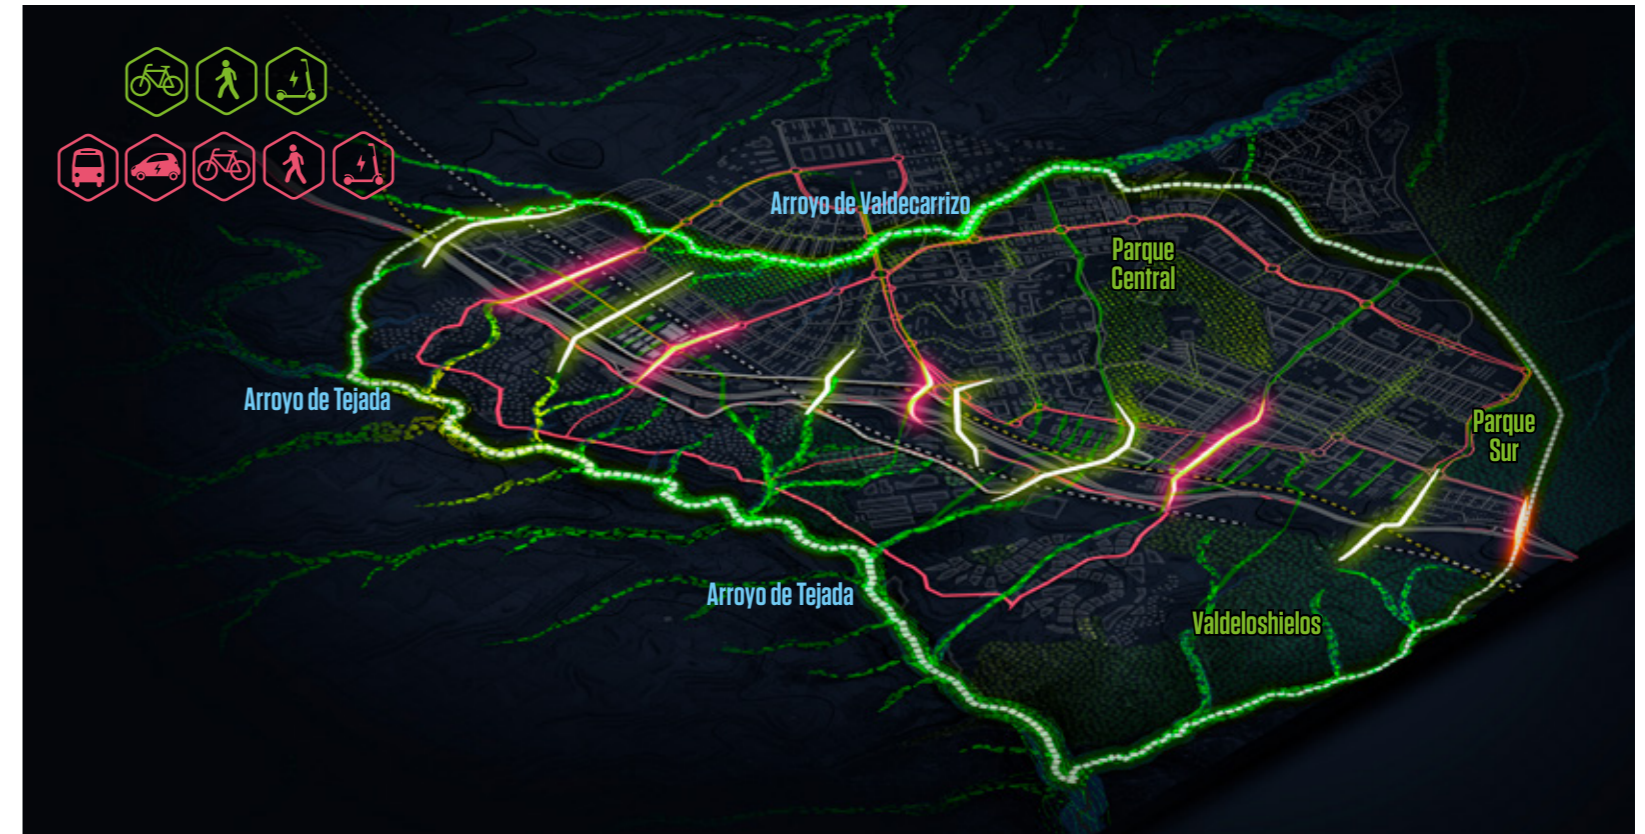 Arroyo de Valdecarrizo
Parque
Central
Arroyo de Tejada
Parque
Sur
Arroyo de Tejada
Valdeloshielos